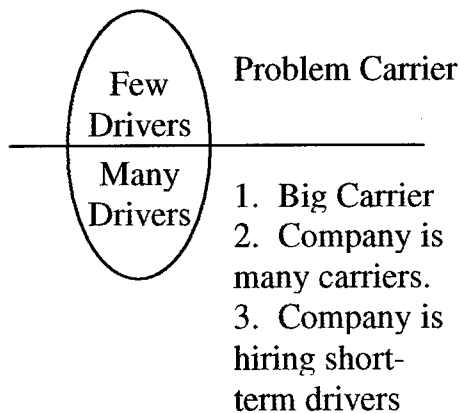 Few
Drivers
Problem Carrier
Many
Drivers
1. Big Carrier
2. Company is
many carriers.
3. Company is
hiring short-
term drivers